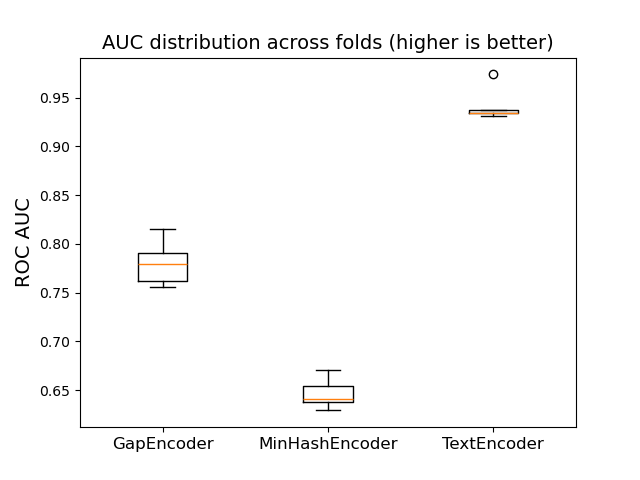 AUC distribution across folds (higher is better)
ROC AUC
0.95
0.90
0.85
0.80
0.75
0.70
0.65
GapEncoder MinHashEncoder TextEncoder